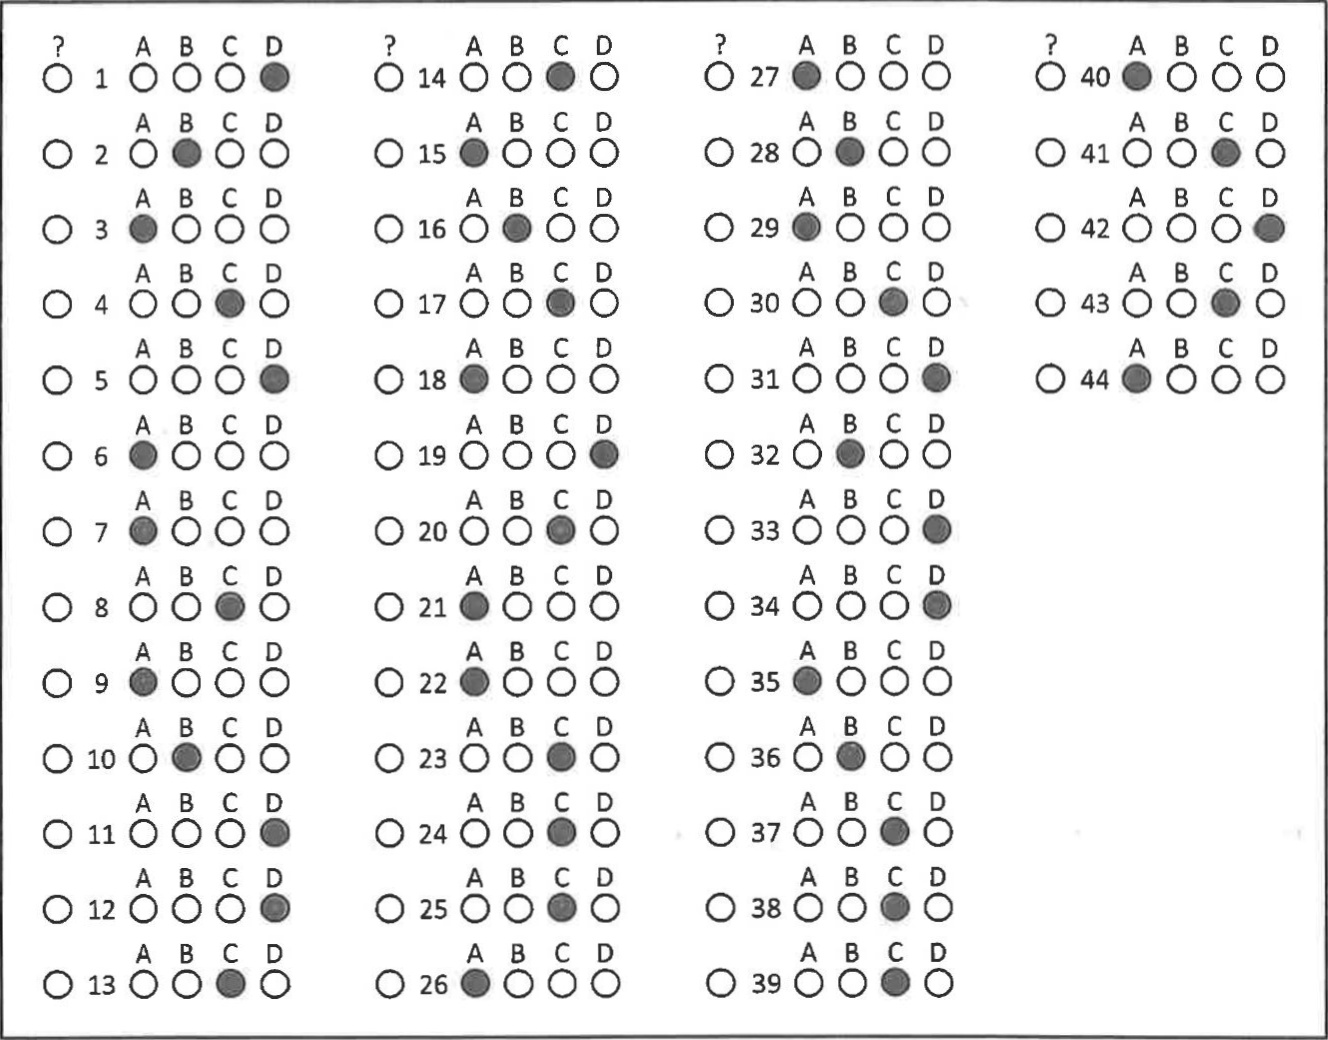 ? A B C D
1
A B C D
2
A B C D
3
A B C D
4
A B C D
5
A B C D
6
A B C D
7
A B C D
8
A B C D
9
A B C D
10
A B C D
11
A B C D
12
A B C D
13
? A B C D
14
A B C D
15
A B C D
16
A B C D
17
A B C D
18
A B C D
19
A B C D
20
A B C D
21
A B C D
22
A B C D
23
A B C D
24
A B C D
25
A B C D
26
? A B C D
27
A B C D
28
A B C D
29
A B C D
30
A B C D
31
A B C D
32
A B C D
33
A B C D
34
A B C D
35
A B C D
36
A B C D
37
A B C D
38
A B C D
39
? A B C D
40
A B C D
41
A B C D
42
A B C D
43
A B C D
44